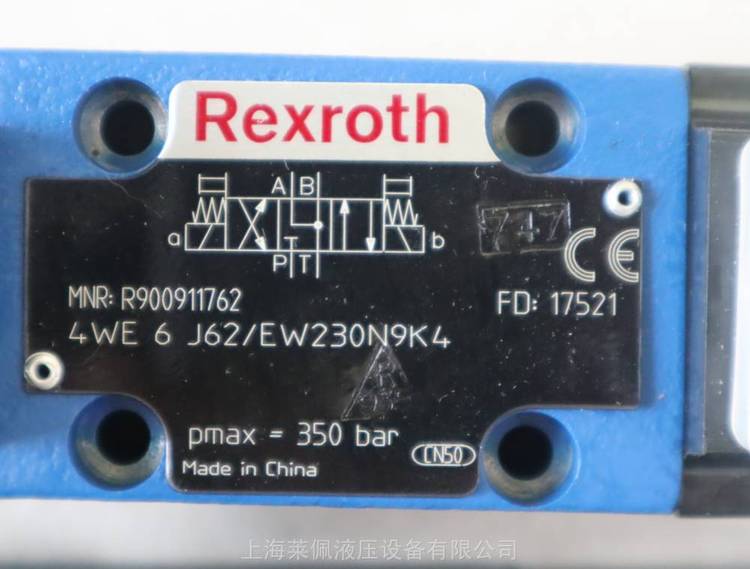 Rexroth
A B
a b
T
P T
747
CE
MNR: R900911762
FD: 17521
4WE 6 J62/EW230N9K4
pmax = 350 bar
CN50
Made in China
上海莱佩液压设备有限公司